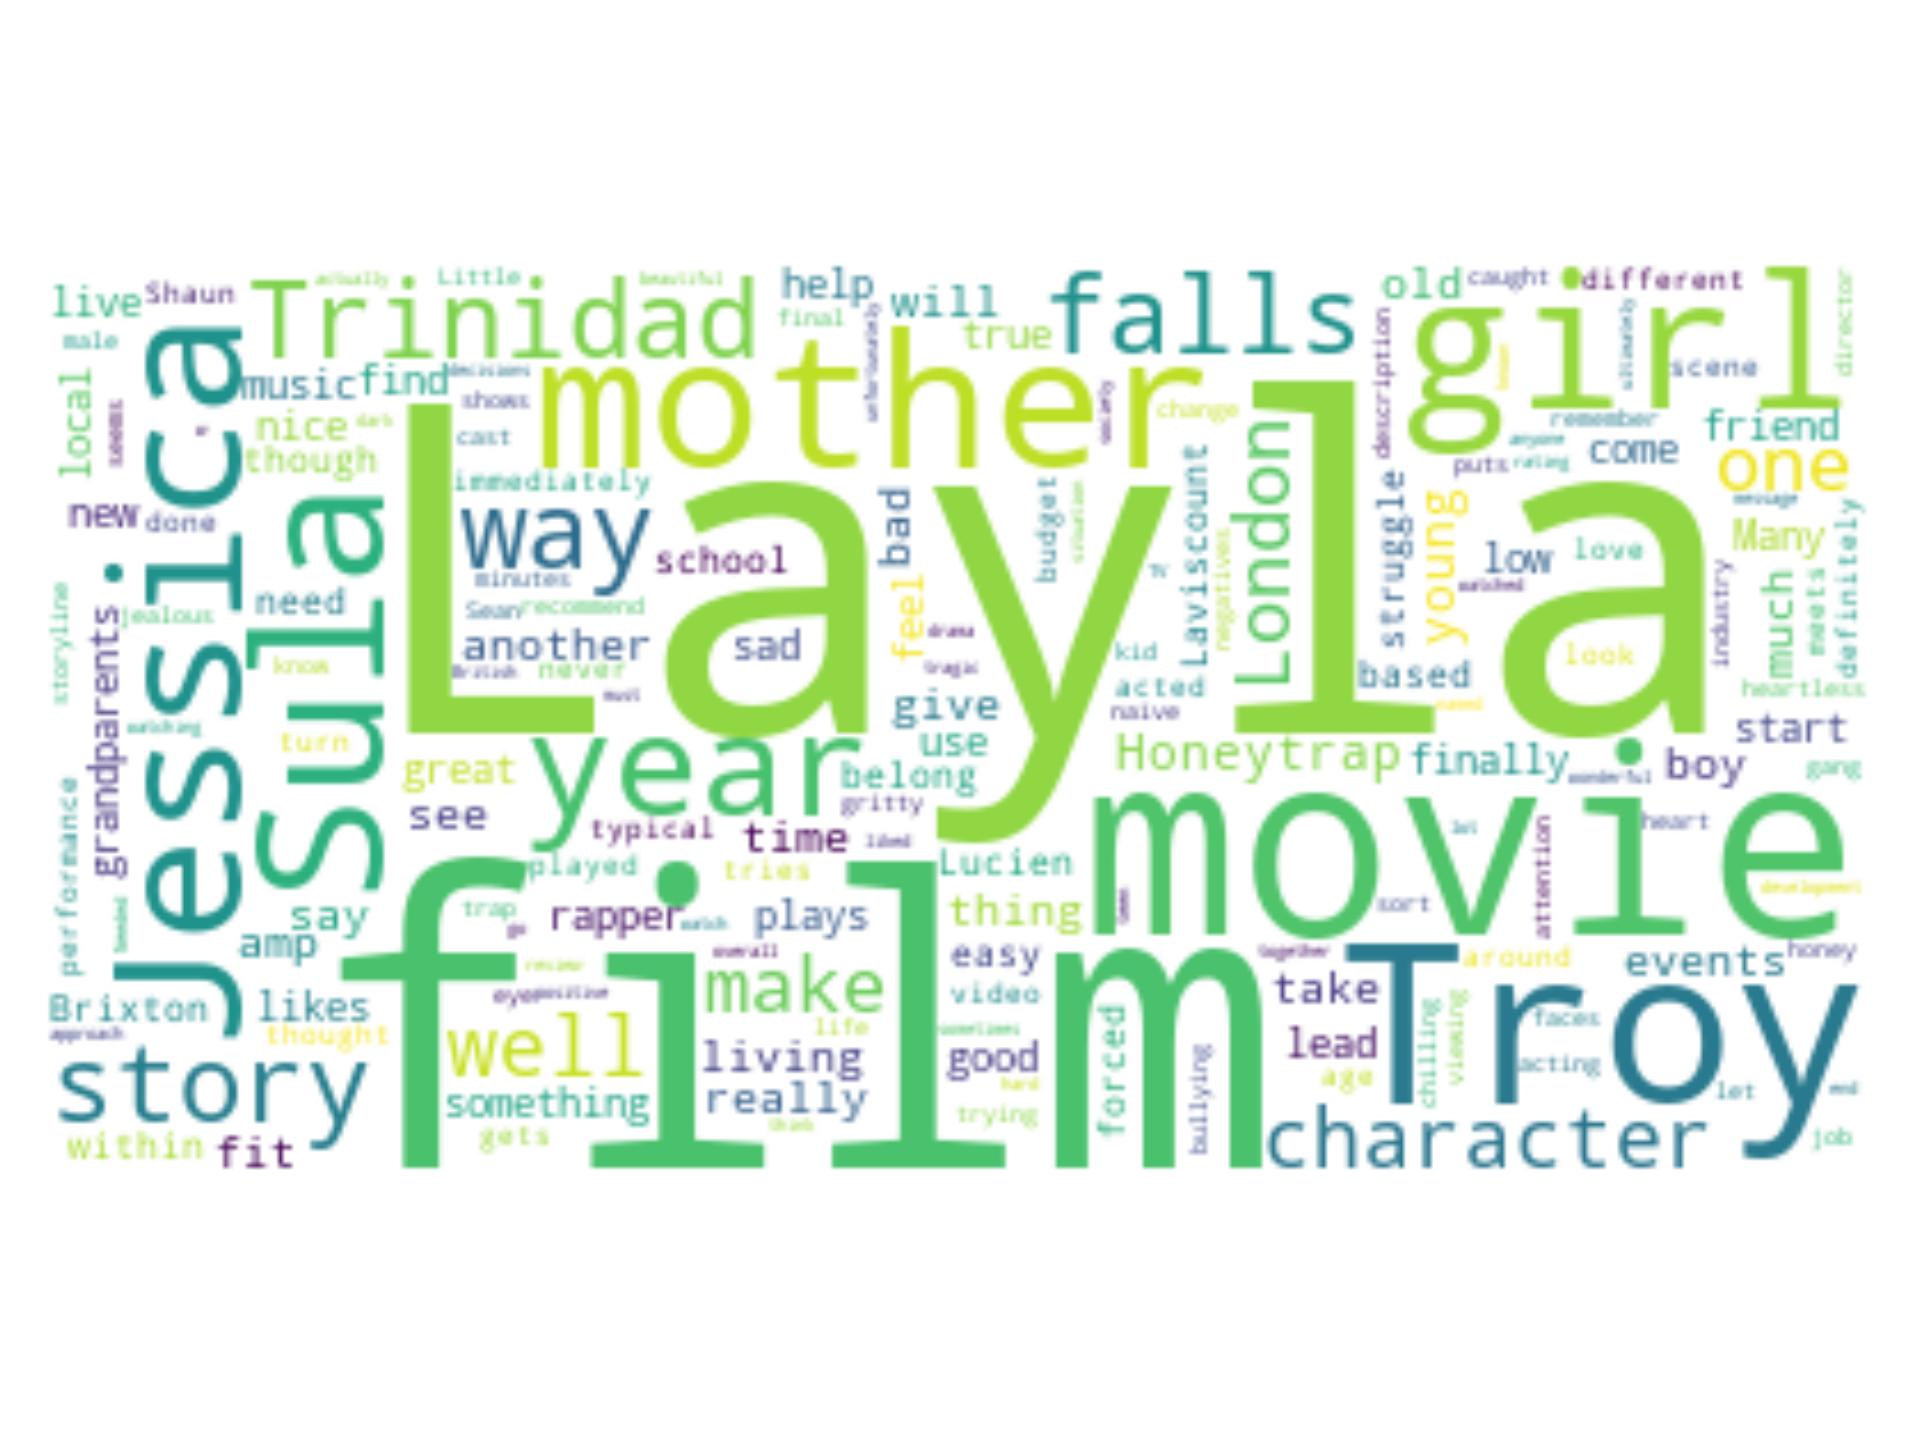 live
Shaun
Trinidad
actually
Little
beautiful
help
final
will
true
falls
old
caught
different
girl
director
male
Jessica
music
find
decisions
shows
mother
unfortunately
society
change
description
ultimately
scene
local
seems
nice
dark
though
cast
remember
friend
anyone
come
puts
rating
one
new
done
Sula
immediately
way
school
minutes
Layla
bad
budget
situation
Laviscount
negatives
London
struggle
young
low
love
watched
message
Many
definitely
storyline
grandparents
jealous
need
Sean
recommend
another
sad
feel
drama
tragic
TV
kid
acted
naive
based
look
industry
much
meets
heartless
know
British
never
must
give
start
watching
turn
great
year
use
belong
Honeytrap
finally
wonderful
boy
gang
see
gritty
typical
time
performance
played
tries
Lucien
movie
heart
attention
development
say
trap
go
rapper
watch
plays
thing
sort
amp
film
review
eye
positive
overall
make
easy
video
together
Troy
around
events
honey
Brixton
likes
approach
thought
well
life
sometimes
take
faces
living
good
hard
forced
bullying
lead
age
chilling
viewing
acting
let
end
story
something
really
think
trying
gets
within
fit
character
job